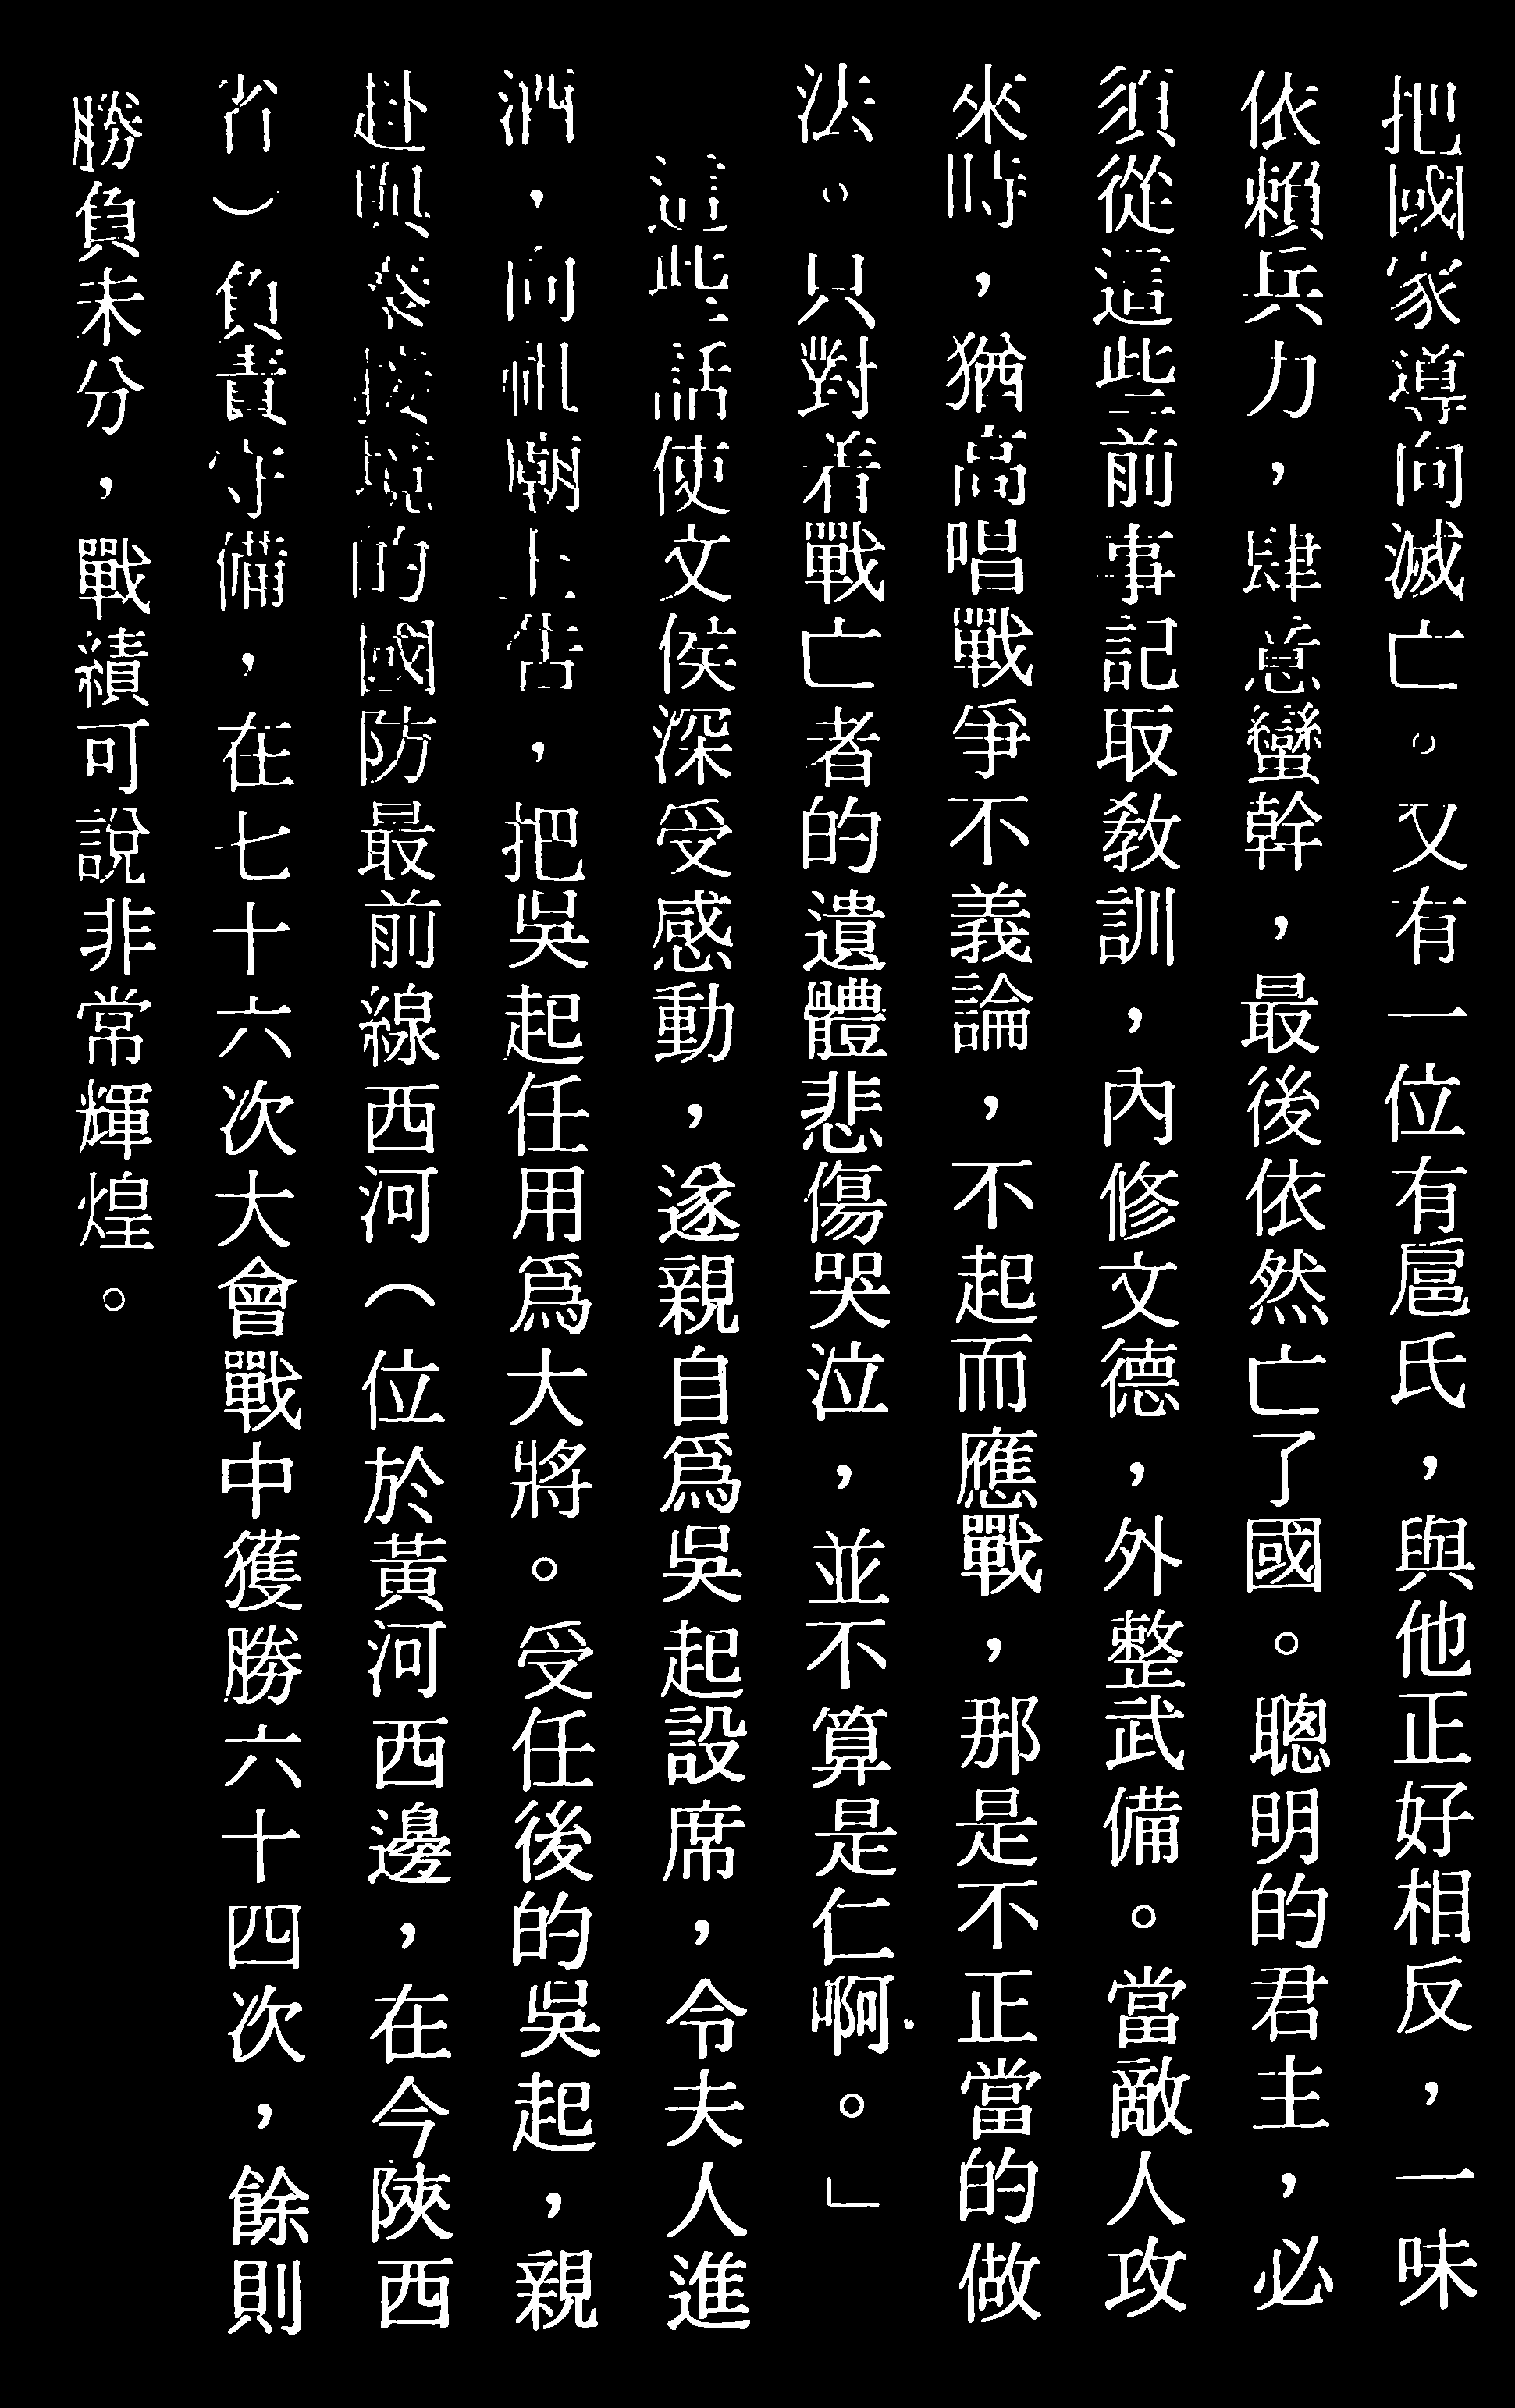 把國家導向滅亡。又有一位有扈氏,與他正好相反,一味
依賴兵力,肆意蠻幹,最後依然亡了國。聰明的君主,必
須從這些前事記取教訓,內修文德,外整武備。當敵人攻
來時,猶高唱戰爭不義論,不起而應戰,那是不正當的做
法。只對着戰亡者的遺體悲傷哭泣,並不算是仁啊。」
這些話使文侯深受感動,遂親自爲吳起設席,令夫人進
酒,向祖廟上告,把吳起任用爲大將。受任後的吳起,親
赴與秦接境的國防最前線西河(位於黃河西邊,在今陝西
省)負責守備,在七十六次大會戰中獲勝六十四次,餘則
勝負未分,戰績可說非常輝煌。